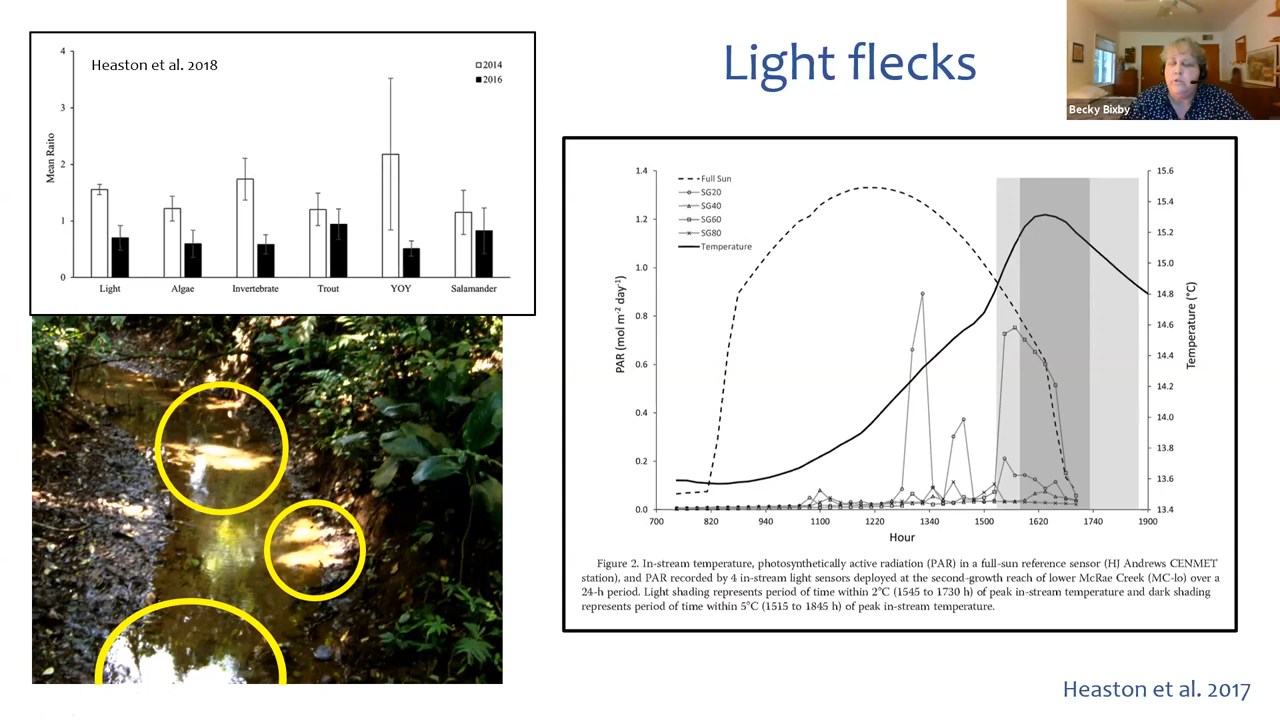 Light flecks
Becky Bixby
Heaston et al. 2018
2014
2016
4
3
2
1
0
Mean Raito
Light Algae Invertebrate Trout YOY Salamander
Full Sun
SG20
SG40
SG60
SG80
Temperature
1.4
1.2
1.0
0.8
0.6
0.4
0.2
0.0
PAR (mol m-2 day-1)
15.6
15.4
15.2
15.0
14.8
14.6
14.4
14.2
14.0
13.8
13.6
13.4
Temperature (°C)
700 820 940 1100 1220 1340 1500 1620 1740 1900
Hour
Figure 2. In-stream temperature, photosynthetically active radiation (PAR) in a full-sun reference sensor (HJ Andrews CENMET
station), and PAR recorded by 4 in-stream light sensors deployed at the second-growth reach of lower McRae Creek (MC-lo) over a
24-h period. Light shading represents period of time within 2°C (1545 to 1730 h) of peak in-stream temperature and dark shading
represents period of time within 5°C (1515 to 1845 h) of peak in-stream temperature.
Heaston et al. 2017